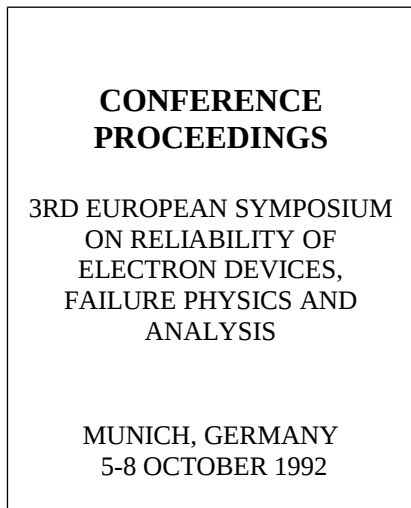 CONFERENCE
PROCEEDINGS
3RD EUROPEAN SYMPOSIUM
ON RELIABILITY OF
ELECTRON DEVICES,
FAILURE PHYSICS AND
ANALYSIS
MUNICH, GERMANY
5-8 OCTOBER 1992